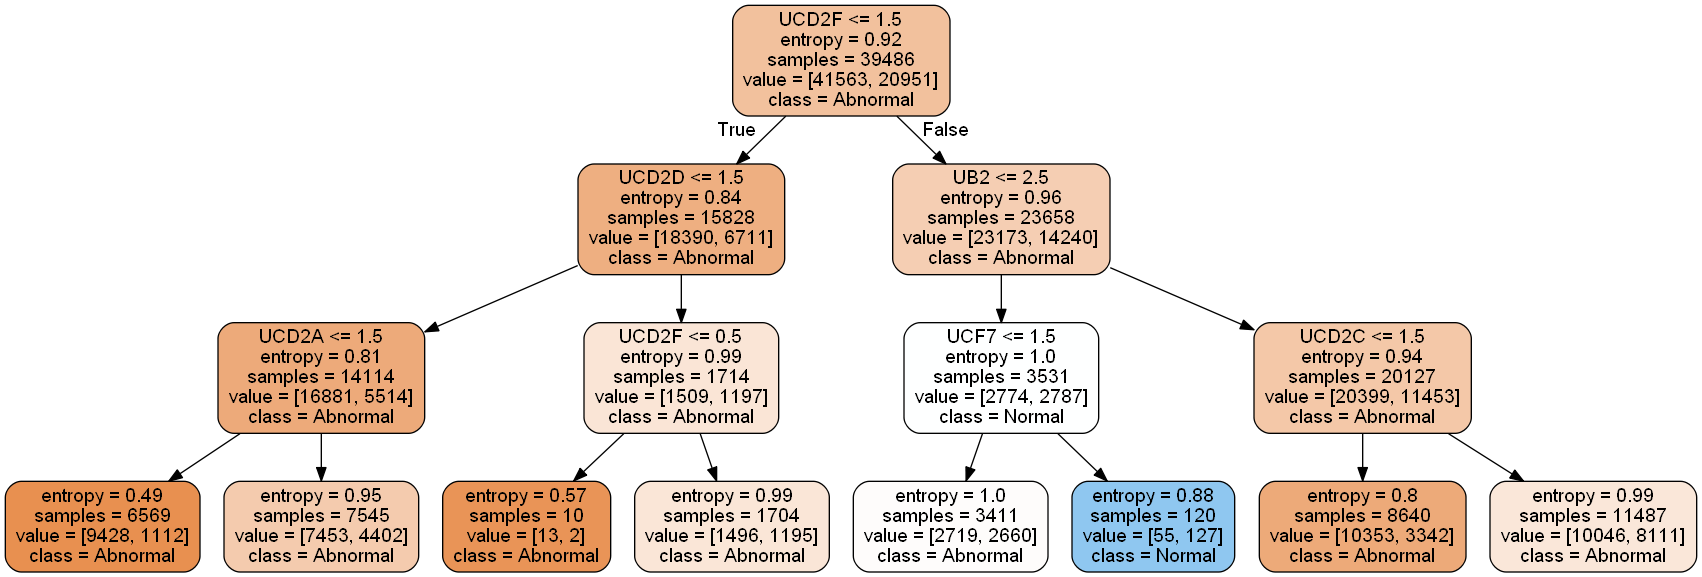 UCD2F <= 1.5
entropy = 0.92
samples = 39486
value = [41563, 20951]
class = Abnormal
True
False
UCD2D <= 1.5
entropy = 0.84
samples = 15828
value = [18390, 6711]
class = Abnormal
UB2 <= 2.5
entropy = 0.96
samples = 23658
value = [23173, 14240]
class = Abnormal
UCD2A <= 1.5
entropy = 0.81
samples = 14114
value = [16881, 5514]
class = Abnormal
UCD2F <= 0.5
entropy = 0.99
samples = 1714
value = [1509, 1197]
class = Abnormal
UCF7 <= 1.5
entropy = 1.0
samples = 3531
value = [2774, 2787]
class = Normal
UCD2C <= 1.5
entropy = 0.94
samples = 20127
value = [20399, 11453]
class = Abnormal
entropy = 0.49
samples = 6569
value = [9428, 1112]
class = Abnormal
entropy = 0.95
samples = 7545
value = [7453, 4402]
class = Abnormal
entropy = 0.57
samples = 10
value = [13, 2]
class = Abnormal
entropy = 0.99
samples = 1704
value = [1496, 1195]
class = Abnormal
entropy = 1.0
samples = 3411
value = [2719, 2660]
class = Abnormal
entropy = 0.88
samples = 120
value = [55, 127]
class = Normal
entropy = 0.8
samples = 8640
value = [10353, 3342]
class = Abnormal
entropy = 0.99
samples = 11487
value = [10046, 8111]
class = Abnormal